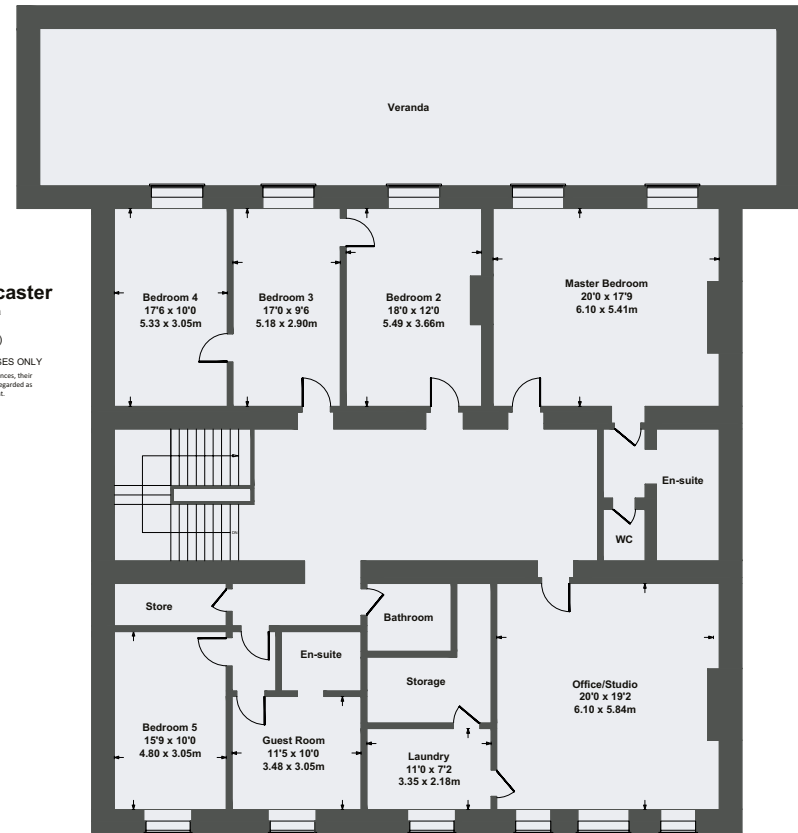 Veranda
caster
SES ONLY
nces, their
egarded as
Bedroom 4
17'6 x 10'0
5.33 x 3.05m
Bedroom 3
17'0 x 9'6
5.18 x 2.90m
Bedroom 2
18'0 x 12'0
5.49 x 3.66m
Master Bedroom
20'0 x 17'9
6.10 x 5.41m
En-suite
WC
Store
Bathroom
En-suite
Storage
Office/Studio
20'0 x 19'2
6.10 x 5.84m
Bedroom 5
15'9 x 10'0
4.80 x 3.05m
Guest Room
11'5 x 10'0
3.48 x 3.05m
Laundry
11'0 x 7'2
3.35 x 2.18m